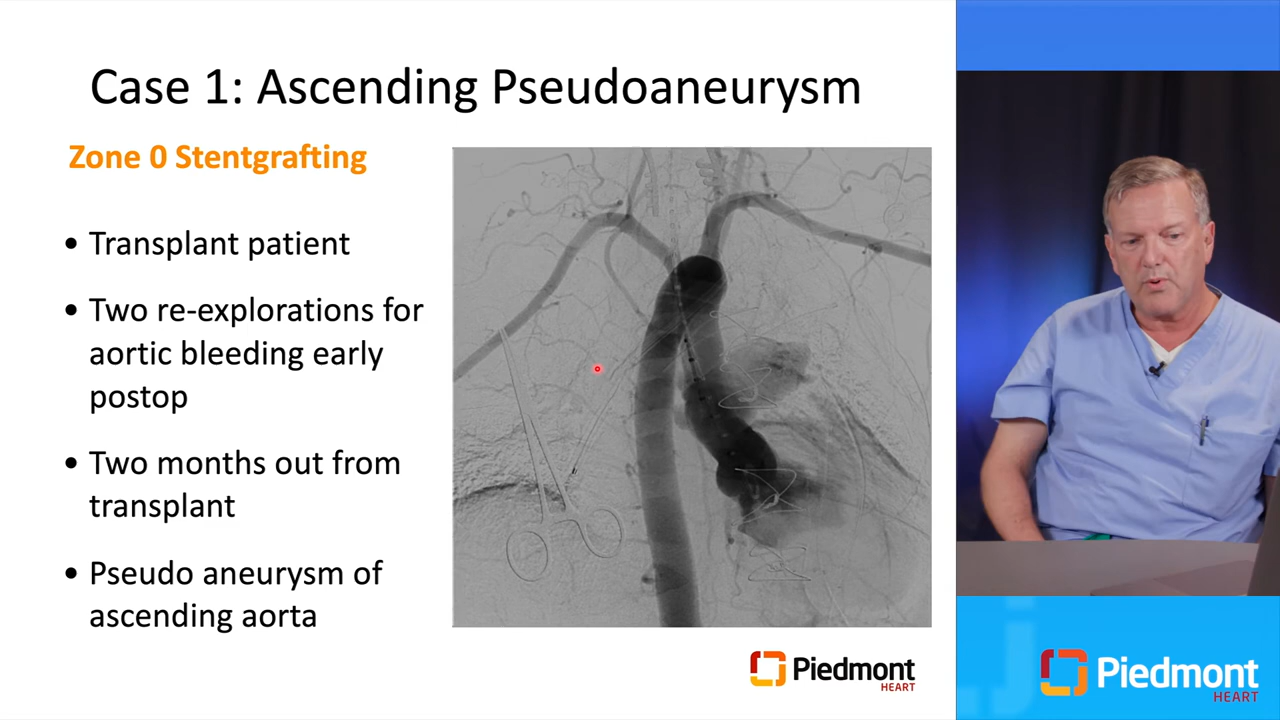 Case 1: Ascending Pseudoaneurysm
Zone 0 Stentgrafting
• Transplant patient
• Two re-explorations for
aortic bleeding early
postop
• Two months out from
transplant
• Pseudo aneurysm of
ascending aorta
Piedmont
HEART
Piedmont
HEART